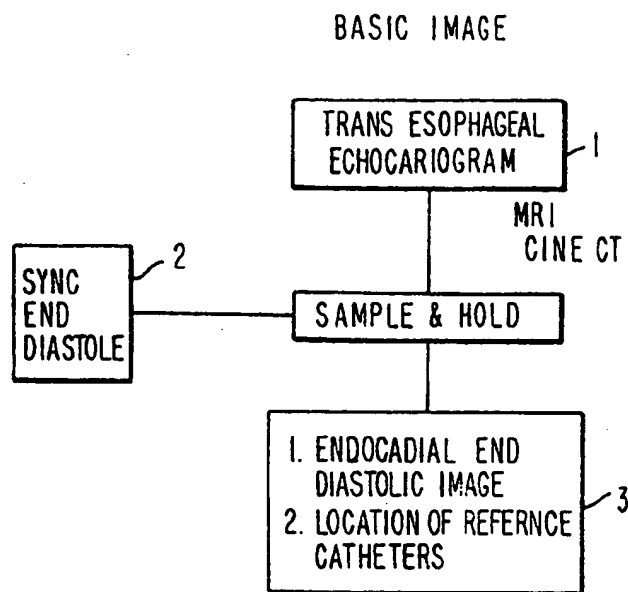 BASIC IMAGE
TRANS ESOPHAGEAL
ECHOCARIOGRAM
1
MRI
CINE CT
2
SYNC
END
DIASTOLE
SAMPLE & HOLD
1. ENDOCADIAL END
DIASTOLIC IMAGE
2. LOCATION OF REFERNCE
CATHETERS
3